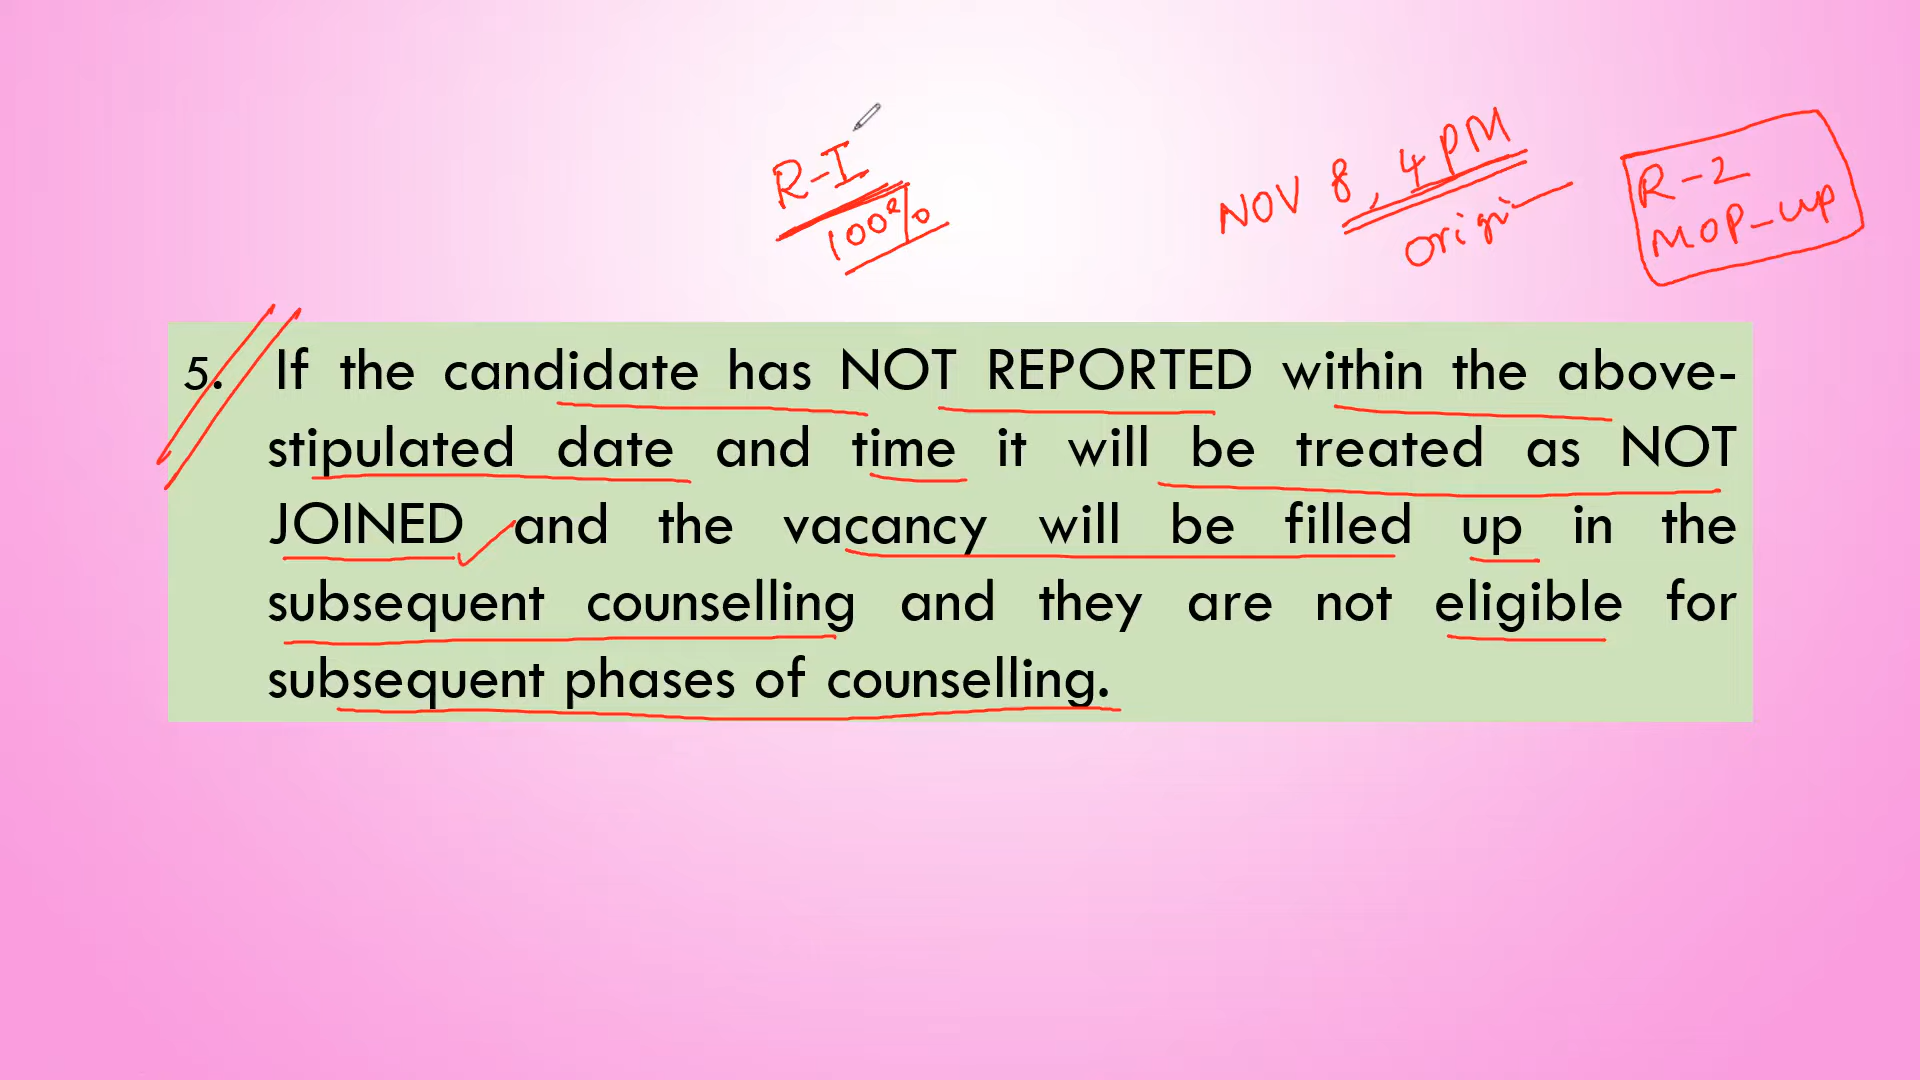 R-I
100%
NOV 8, 4 PM
origi
R-2
MOP-UP
5. If the candidate has NOT REPORTED within the above-
stipulated date and time it will be treated as NOT
JOINED and the vacancy will be filled up in the
subsequent counselling and they are not eligible for
subsequent phases of counselling.